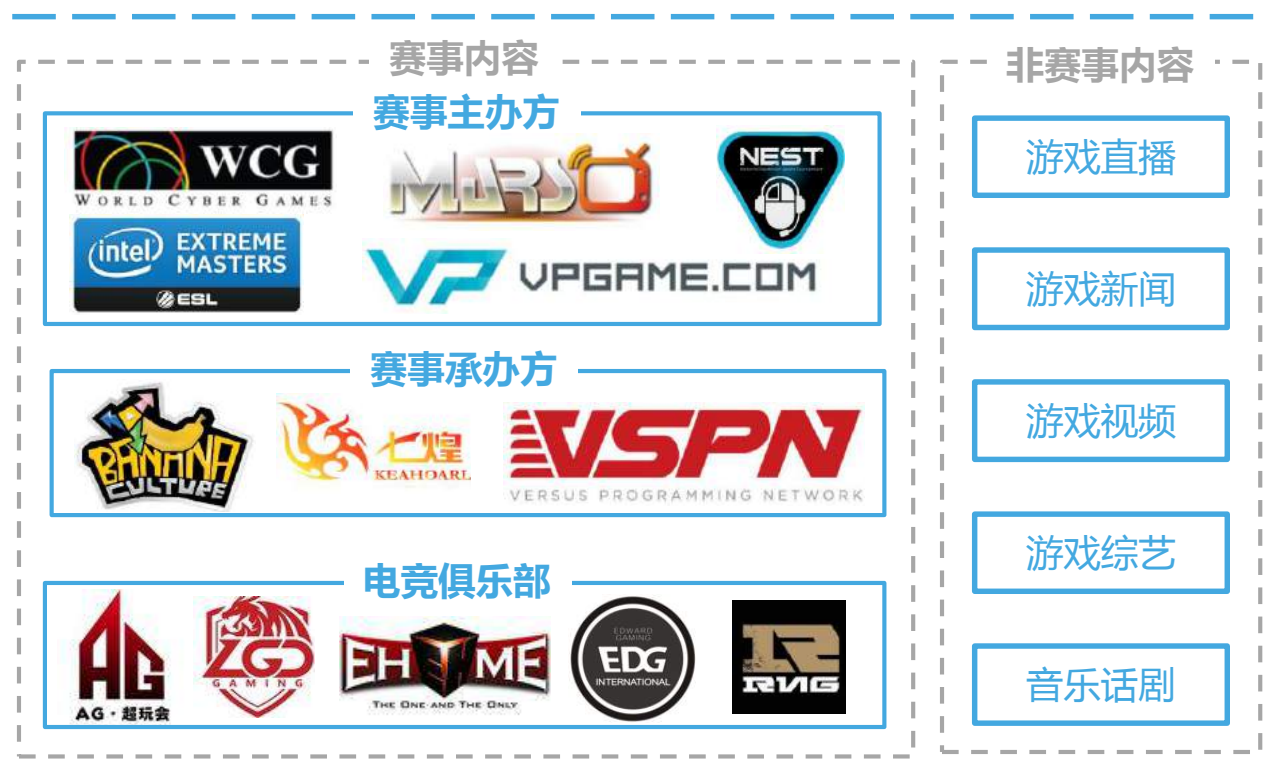 赛事内容
赛事主办方
WCG
WORLD CYBER GAMES
MARS
NEST
intel EXTREME MASTERS
ESL
VP VPGAME.COM
赛事承办方
BANANA
CULTURE
七煌
KEAHOARL
VSPN
VERSUS PROGRAMMING NETWORK
电竞俱乐部
AG
AG·超玩会
LGD
GAMING
EHOME
THE ONE AND THE ONLY
EDWARD
GAMING
EDG
INTERNATIONAL
R
RNG
非赛事内容
游戏直播
游戏新闻
游戏视频
游戏综艺
音乐话剧